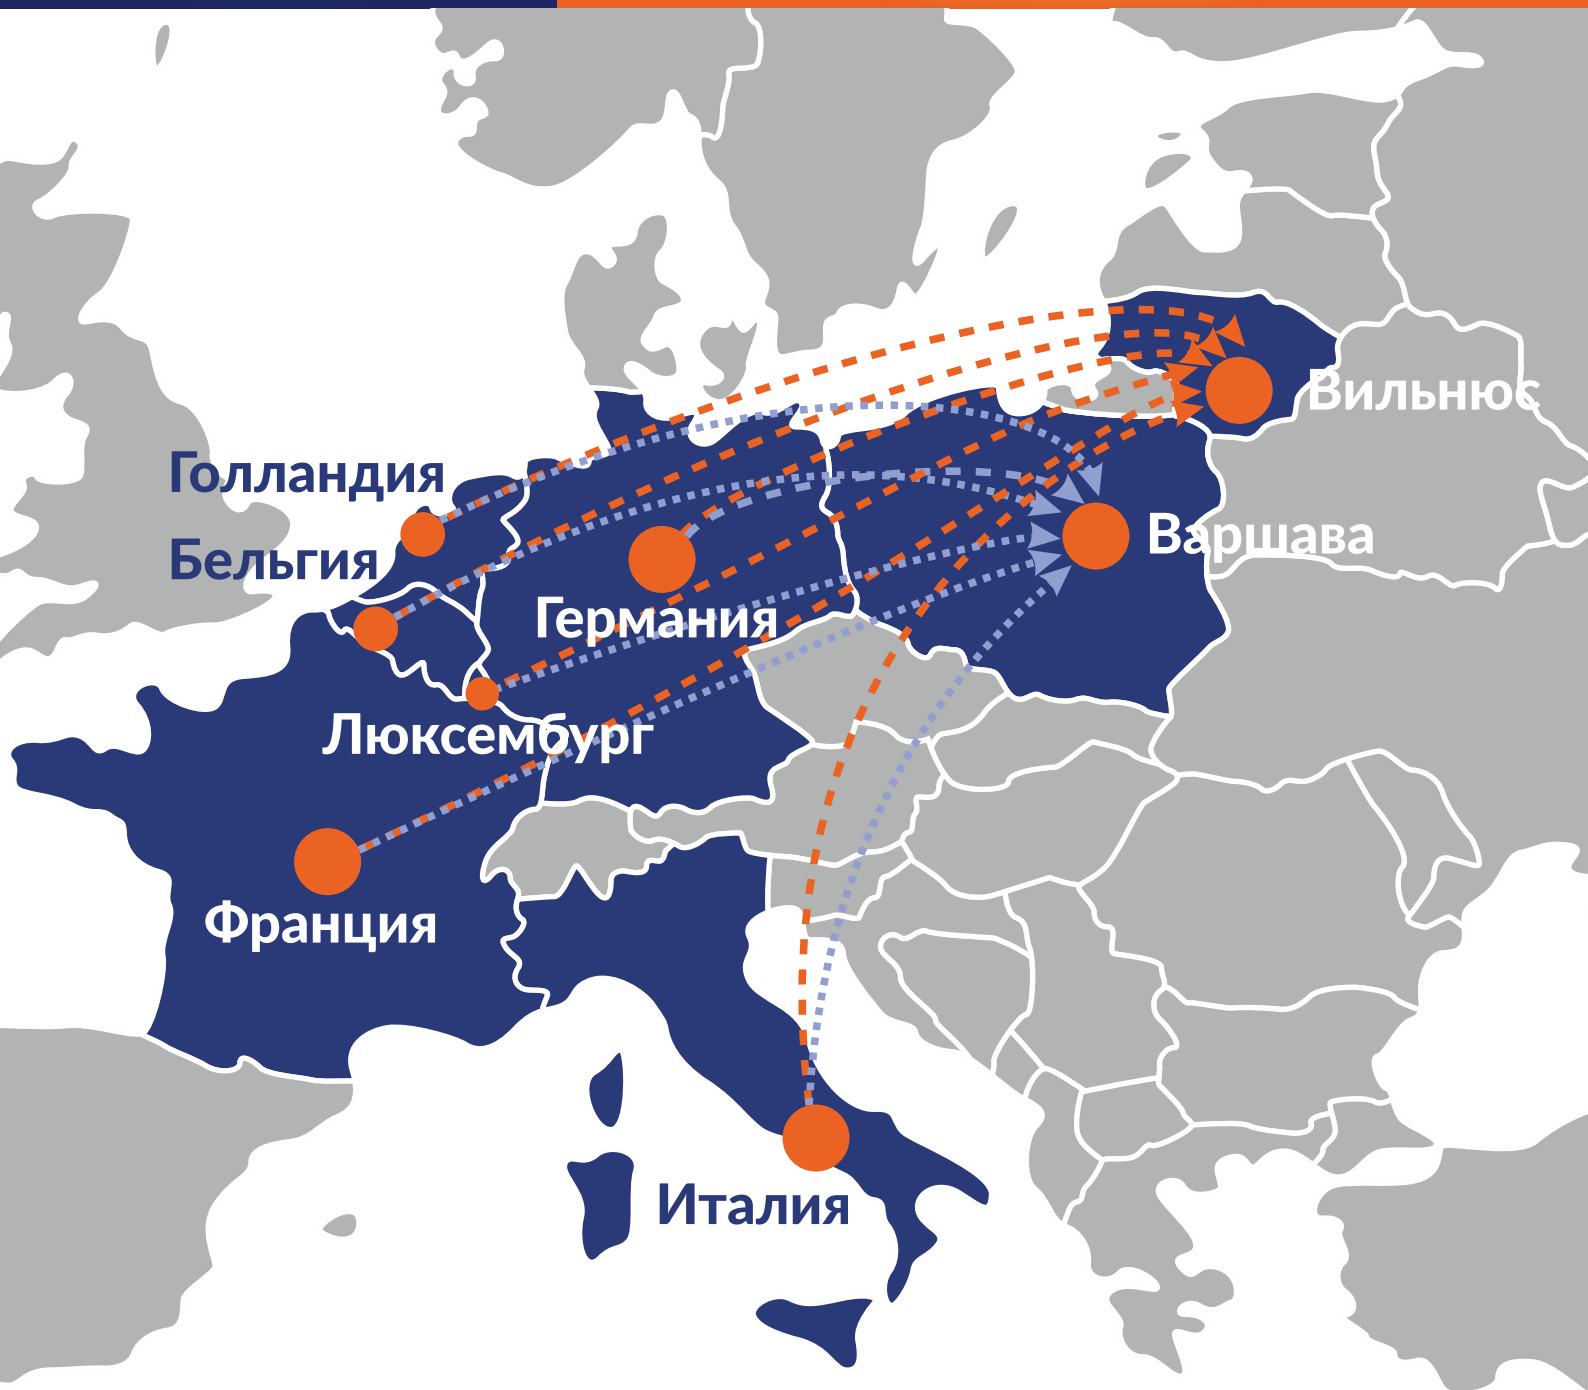 Вильнюс
Голландия
Варшава
Бельгия
Германия
Люксембург
Франция
Италия